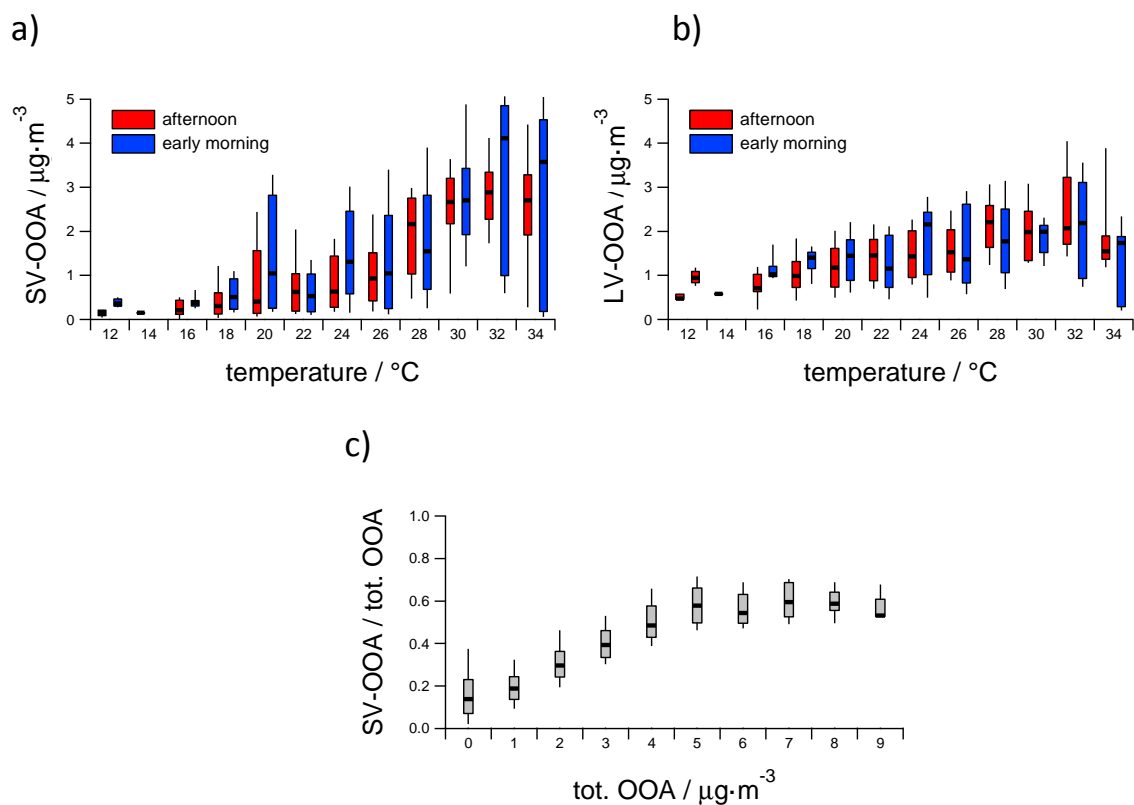 a)
SV-OOA / μg·m⁻³
5
4
3
2
1
0
afternoon
early morning
12 14 16 18 20 22 24 26 28 30 32 34
temperature / °C
b)
LV-OOA / μg·m⁻³
5
4
3
2
1
0
afternoon
early morning
12 14 16 18 20 22 24 26 28 30 32 34
temperature / °C
c)
SV-OOA / tot. OOA
1.0
0.8
0.6
0.4
0.2
0.0
0 1 2 3 4 5 6 7 8 9
tot. OOA / μg·m⁻³